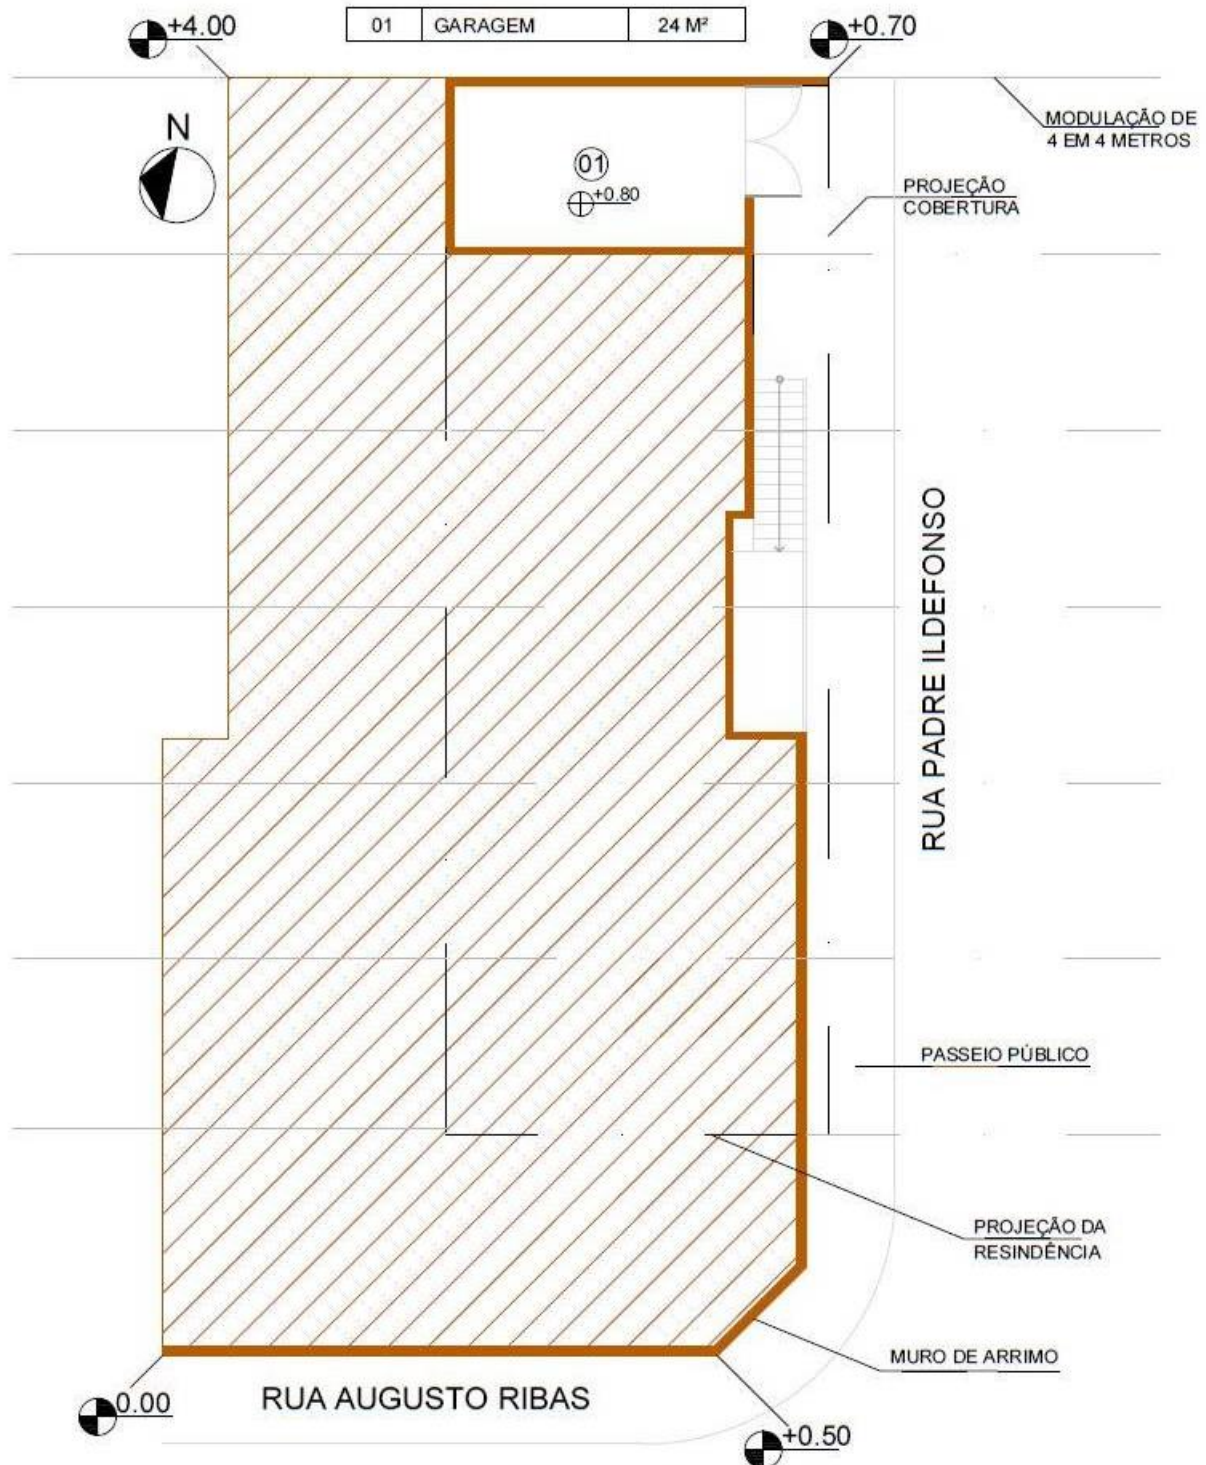 +4.00
01 GARAGEM 24 M²
+0.70
MODULAÇÃO DE
4 EM 4 METROS
N
01
+0.80
PROJEÇÃO
COBERTURA
RUA PADRE ILDEFONSO
PASSEIO PÚBLICO
PROJEÇÃO DA
RESINDÊNCIA
MURO DE ARRIMO
RUA AUGUSTO RIBAS
0.00
+0.50